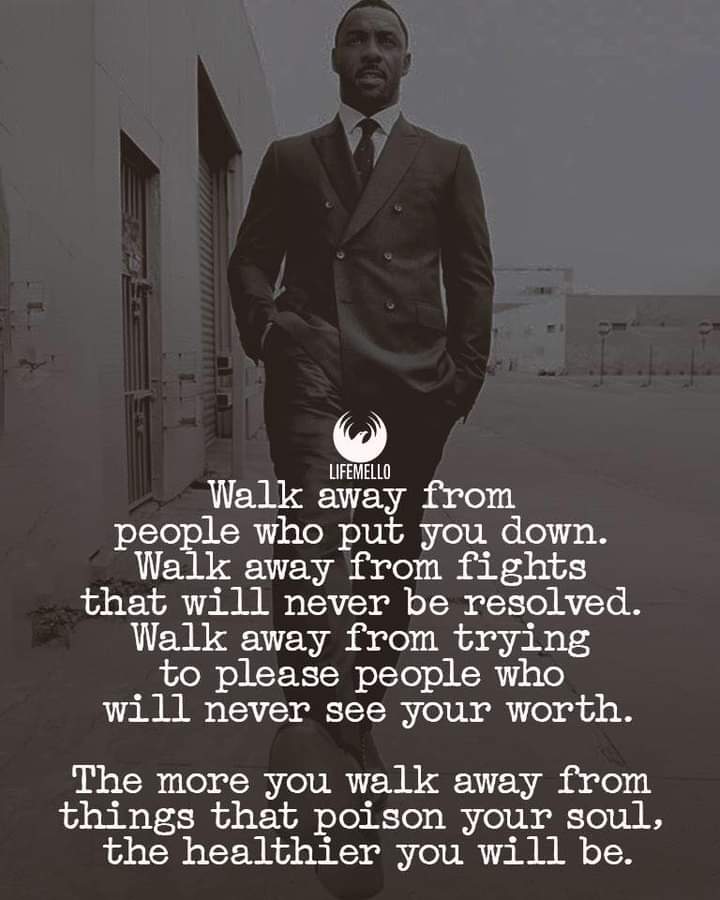 LIFEMELLO
Walk away from
people who put you down.
Walk away from fights
that will never be resolved.
Walk away from trying
to please people who
will never see your worth.
The more you walk away from
things that poison your soul,
the healthier you will be.